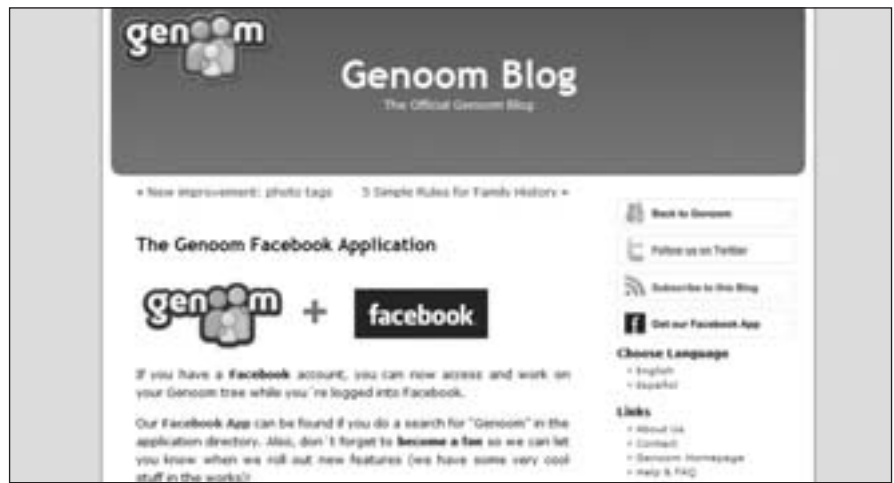 genoom
Genoom Blog
The Official Genoom Blog
« New improvement: photo tags 5 Simple Rules for Family History »
The Genoom Facebook Application
genoom + facebook
If you have a Facebook account, you can now access and work on
your Genoom tree while you´re logged into Facebook.
Our Facebook App can be found if you do a search for "Genoom" in the
application directory. Also, don´t forget to become a fan so we can let
you know when we roll out new features (we have some very cool
stuff in the works)!
Back to Genoom
Follow us on Twitter
Subscribe to this Blog
Get our Facebook App
Choose Language
English
Español
Links
About Us
Contact
Genoom Homepage
Help & FAQ